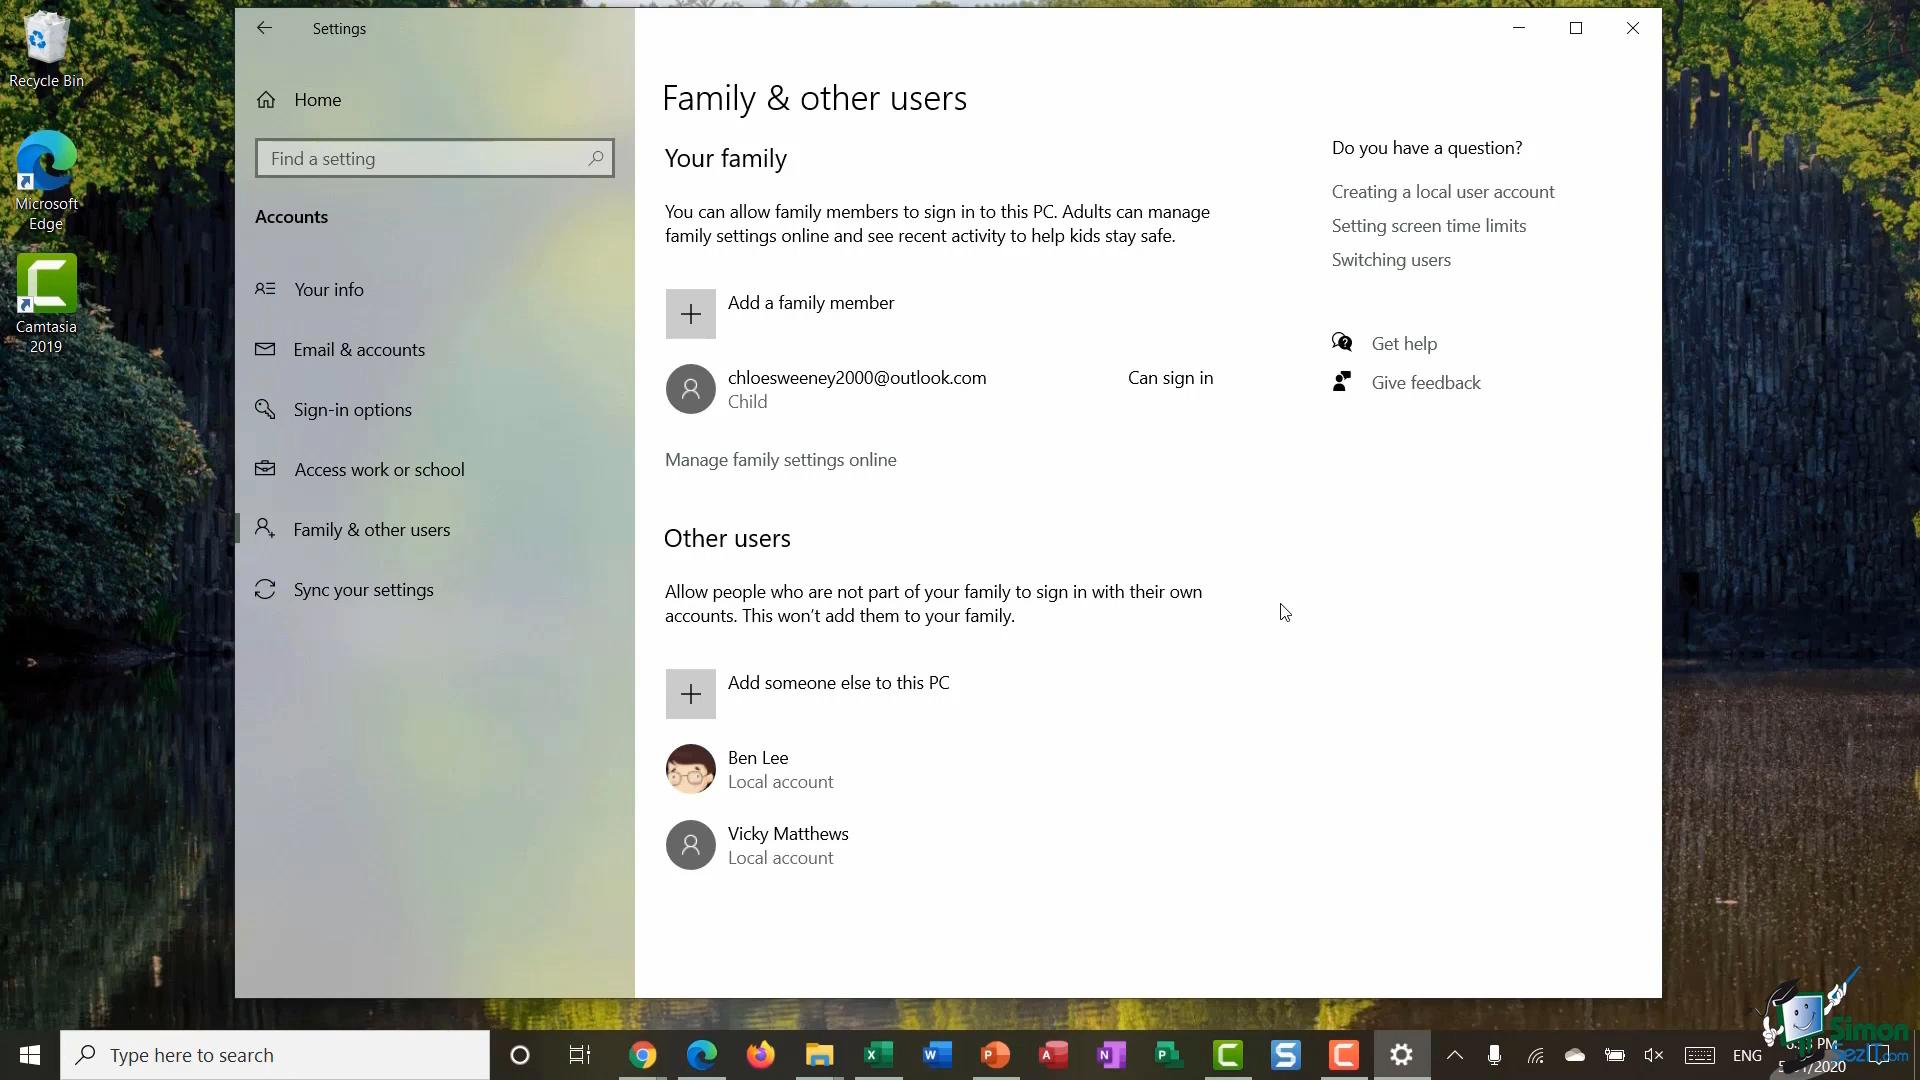 Recycle Bin
Microsoft
Edge
Camtasia
2019
Settings
Home
Find a setting
Accounts
Your info
Email & accounts
Sign-in options
Access work or school
Family & other users
Sync your settings
Family & other users
Your family
You can allow family members to sign in to this PC. Adults can manage
family settings online and see recent activity to help kids stay safe.
Add a family member
chloesweeney2000@outlook.com
Can sign in
Child
Manage family settings online
Other users
Allow people who are not part of your family to sign in with their own
accounts. This won't add them to your family.
Add someone else to this PC
Ben Lee
Local account
Vicky Matthews
Local account
Do you have a question?
Creating a local user account
Setting screen time limits
Switching users
Get help
Give feedback
Type here to search
ENG
PM
2020
Simon
SezIT.com